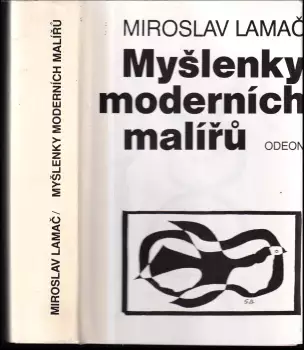 MIROSLAV LAMAČ/ MYŠLENKY MODERNÍCH MALÍŘŮ
MIROSLAV LAMAČ
Myšlenky
moderních
malířů
ODEON
G.B.